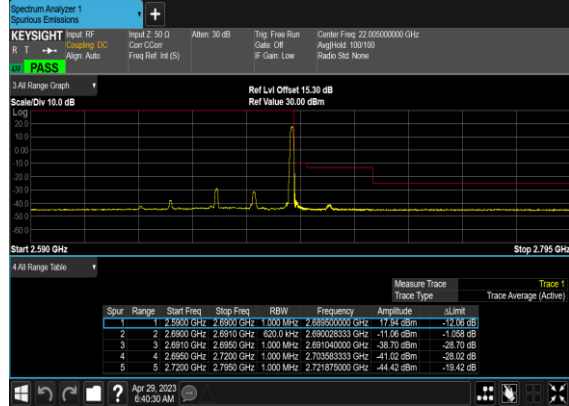 Spectrum Analyzer 1
Spurious Emissions
+
KEYSIGHT Input: RF Input Z: 50 Ω Atten: 30 dB Trig: Free Run Center Freq: 22.005000000 GHz
R T Coupling: DC Corr CCorr Gate: Off Avg|Hold: 100/100
Align: Auto Freq Ref: Int (S) IF Gain: Low Radio Std: None
PASS
3 All Range Graph Ref Lvl Offset 15.30 dB
Scale/Div 10.0 dB Ref Value 30.00 dBm
Log
20.0
10.0
0.00
-10.0
-20.0
-30.0
-40.0
-50.0
-60.0
Start 2.590 GHz Stop 2.795 GHz
4 All Range Table
Measure Trace Trace 1
Trace Type Trace Average (Active)
Spur Range Start Freq Stop Freq RBW Frequency Amplitude ΔLimit
1 1 2.5900 GHz 2.6900 GHz 1.000 MHz 2.689500000 GHz 17.94 dBm -12.06 dB
2 2 2.6900 GHz 2.6910 GHz 620.0 kHz 2.690028333 GHz -11.06 dBm -1.058 dB
3 3 2.6910 GHz 2.6950 GHz 1.000 MHz 2.691040000 GHz -38.70 dBm -28.70 dB
4 4 2.6950 GHz 2.7200 GHz 1.000 MHz 2.703583333 GHz -41.02 dBm -28.02 dB
5 5 2.7200 GHz 2.7950 GHz 1.000 MHz 2.721875000 GHz -44.42 dBm -19.42 dB
? Apr 29, 2023
6:40:30 AM